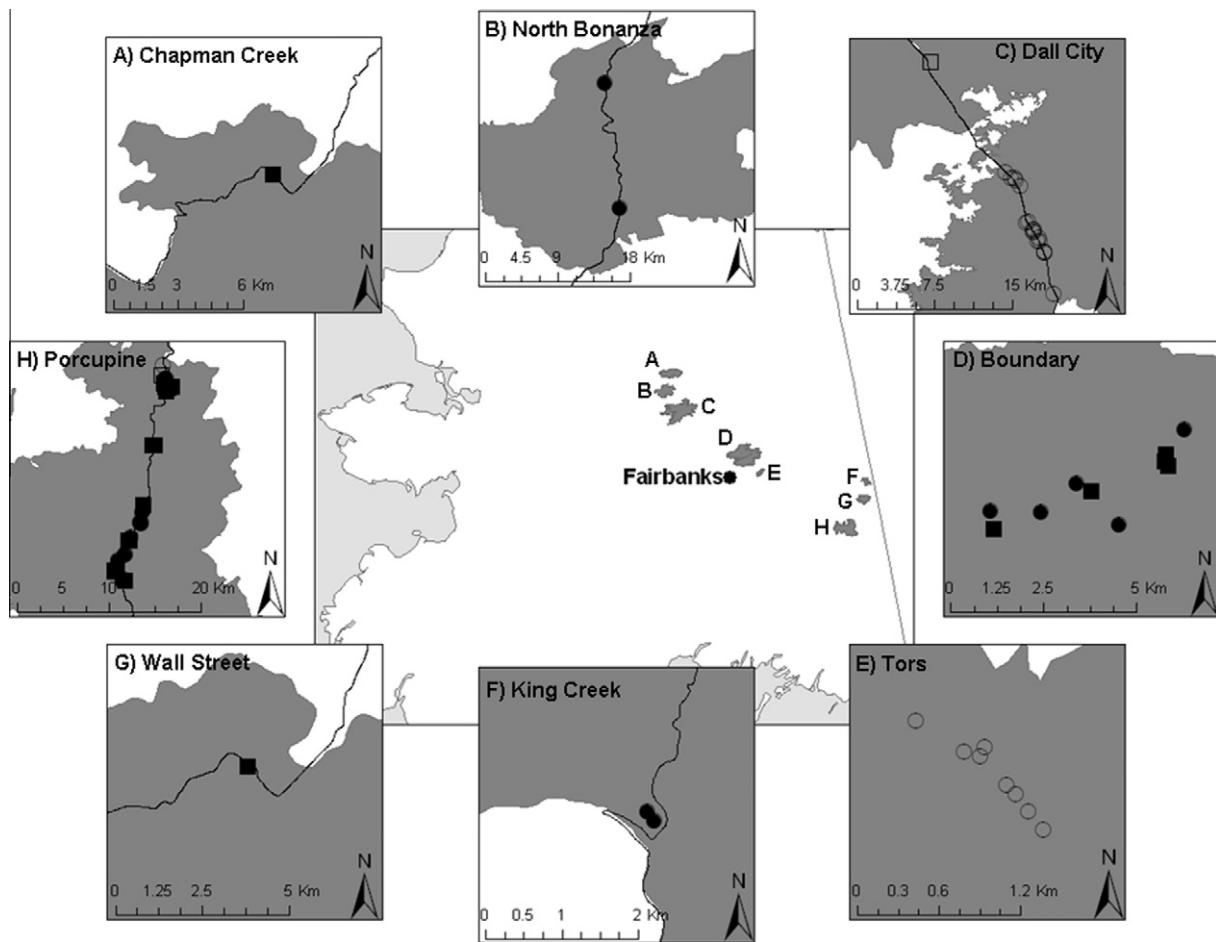 A) Chapman Creek
N
0 1.5 3 6 Km
B) North Bonanza
N
0 4.5 9 18 Km
C) Dall City
N
0 3.75 7.5 15 Km
H) Porcupine
N
0 5 10 20 Km
A
B
C
D
E
Fairbanks
F
G
H
D) Boundary
N
0 1.25 2.5 5 Km
G) Wall Street
N
0 1.25 2.5 5 Km
F) King Creek
N
0 0.5 1 2 Km
E) Tors
N
0 0.3 0.6 1.2 Km